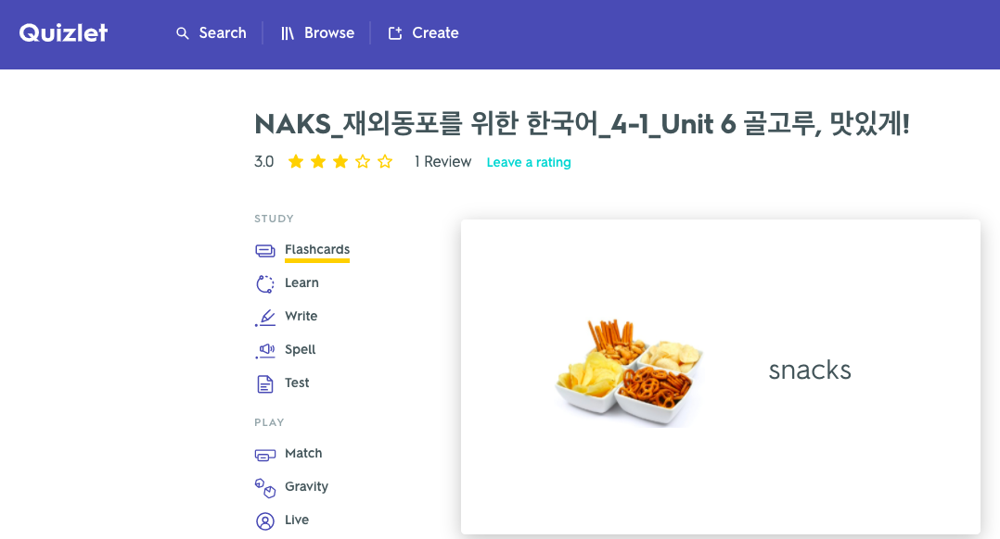 Quizlet Search Browse Create
NAKS_재외동포를 위한 한국어_4-1_Unit 6 골고루, 맛있게!
3.0 1 Review Leave a rating
STUDY
Flashcards
Learn
Write
Spell
Test
PLAY
Match
Gravity
Live
snacks